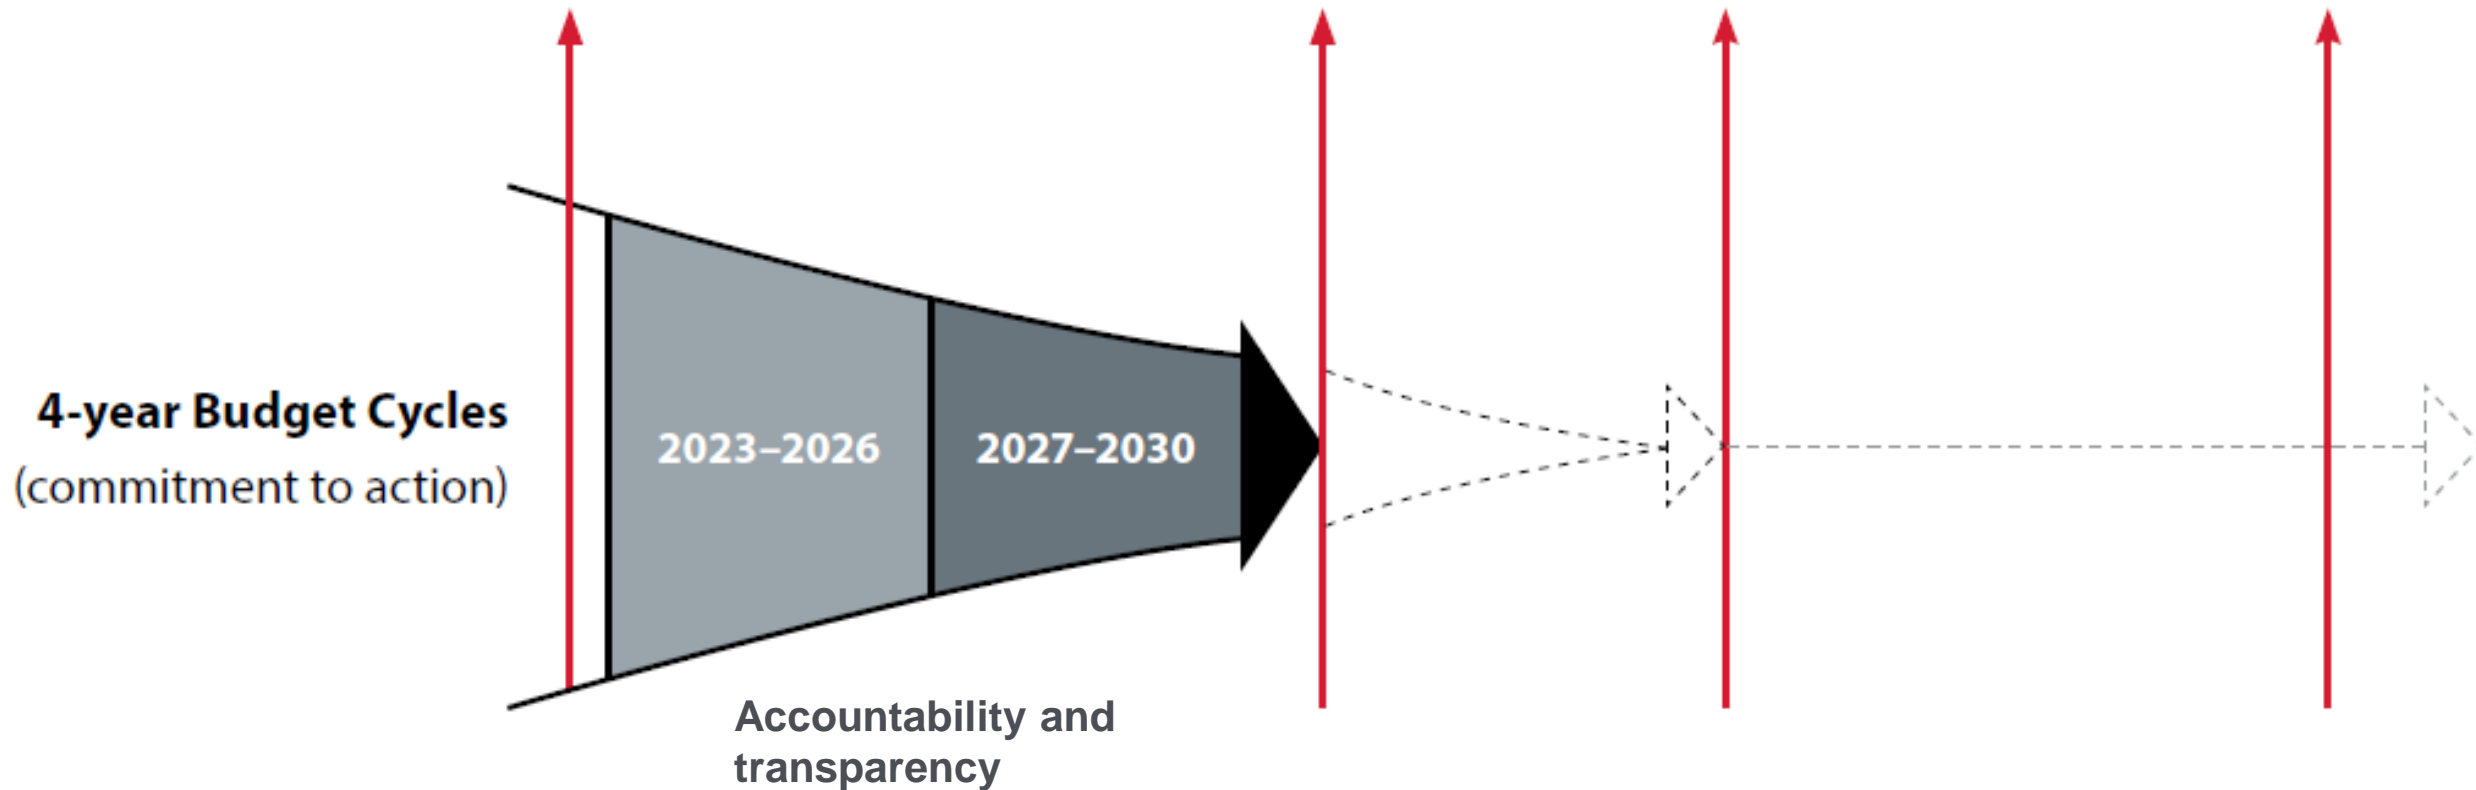 4-year Budget Cycles
(commitment to action)
2023–2026
2027–2030
Accountability and
transparency